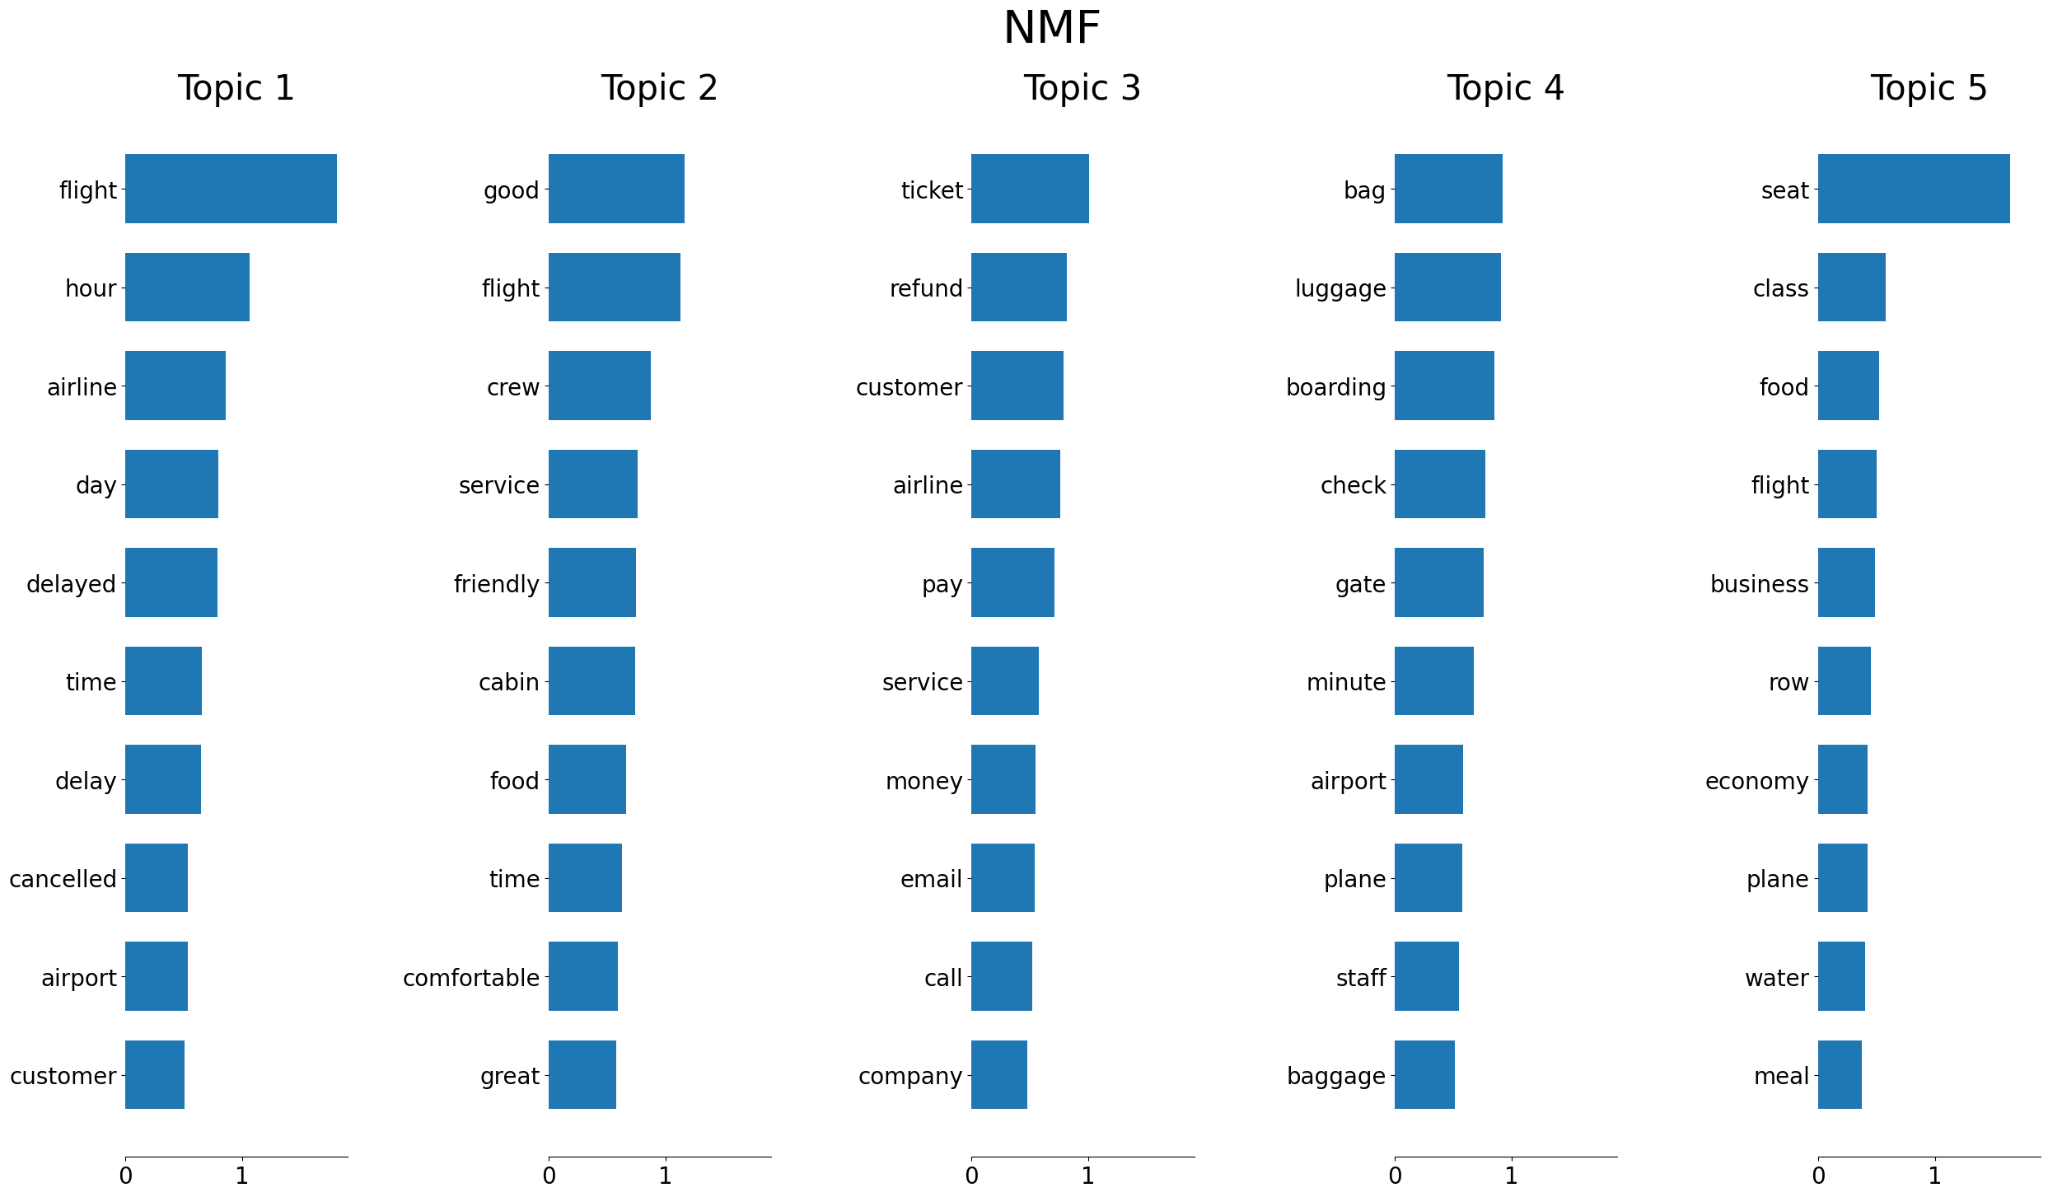 NMF
Topic 1
flight
hour
airline
day
delayed
time
delay
cancelled
airport
customer
0 1
Topic 2
good
flight
crew
service
friendly
cabin
food
time
comfortable
great
0 1
Topic 3
ticket
refund
customer
airline
pay
service
money
email
call
company
0 1
Topic 4
bag
luggage
boarding
check
gate
minute
airport
plane
staff
baggage
0 1
Topic 5
seat
class
food
flight
business
row
economy
plane
water
meal
0 1